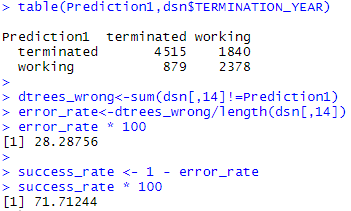 > table(Prediction1,dsn$TERMINATION_YEAR)
Prediction1 terminated working
terminated 4515 1840
working 879 2378
>
> dtrees_wrong<-sum(dsn[,14]!=Prediction1)
> error_rate<-dtrees_wrong/length(dsn[,14])
> error_rate * 100
[1] 28.28756
>
> success_rate <- 1 - error_rate
> success_rate * 100
[1] 71.71244